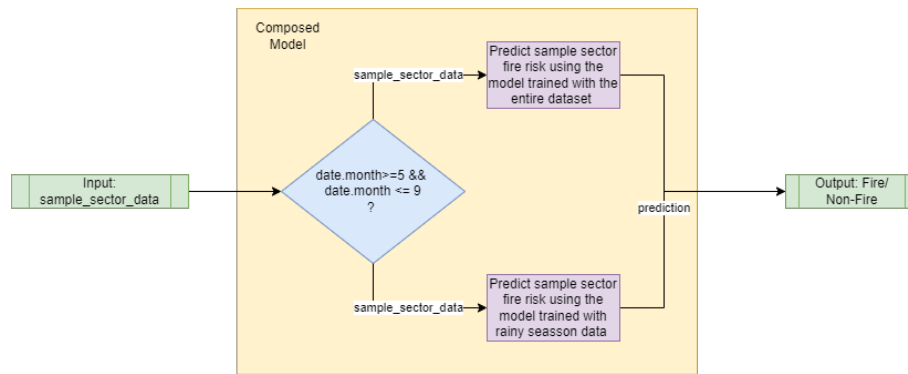 Composed
Model
Predict sample sector
fire risk using the
model trained with the
entire dataset
sample_sector_data
date.month>=5 &&
date.month <= 9
?
Input:
sample_sector_data
Output: Fire/
Non-Fire
prediction
sample_sector_data
Predict sample sector
fire risk using the
model trained with
rainy seasson data